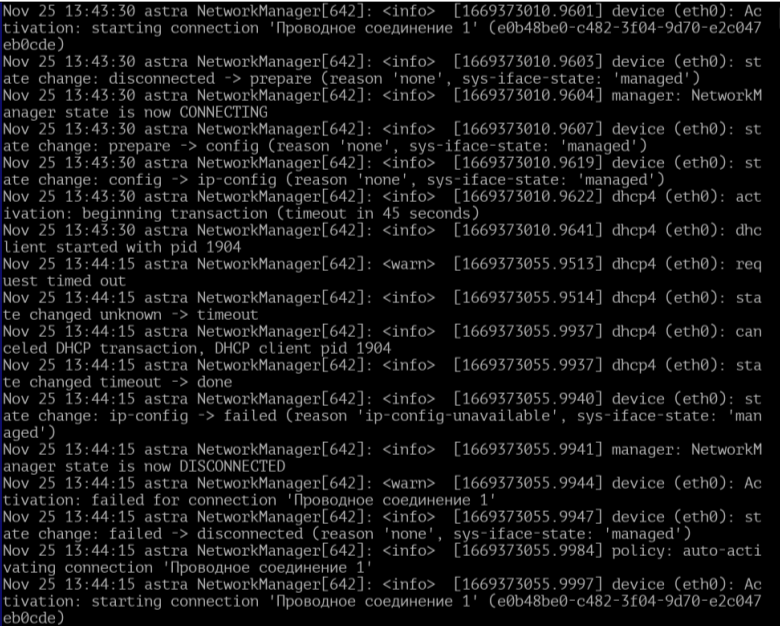 Nov 25 13:43:30 astra NetworkManager[642]: <info>  [1669373010.9601] device (eth0): Ac
tivation: starting connection 'Проводное соединение 1' (e0b48be0-c482-3f04-9d70-e2c047
eb0cde)
Nov 25 13:43:30 astra NetworkManager[642]: <info>  [1669373010.9603] device (eth0): st
ate change: disconnected -> prepare (reason 'none', sys-iface-state: 'managed')
Nov 25 13:43:30 astra NetworkManager[642]: <info>  [1669373010.9604] manager: NetworkM
anager state is now CONNECTING
Nov 25 13:43:30 astra NetworkManager[642]: <info>  [1669373010.9607] device (eth0): st
ate change: prepare -> config (reason 'none', sys-iface-state: 'managed')
Nov 25 13:43:30 astra NetworkManager[642]: <info>  [1669373010.9619] device (eth0): st
ate change: config -> ip-config (reason 'none', sys-iface-state: 'managed')
Nov 25 13:43:30 astra NetworkManager[642]: <info>  [1669373010.9622] dhcp4 (eth0): act
ivation: beginning transaction (timeout in 45 seconds)
Nov 25 13:43:30 astra NetworkManager[642]: <info>  [1669373010.9641] dhcp4 (eth0): dhc
lient started with pid 1904
Nov 25 13:44:15 astra NetworkManager[642]: <warn>  [1669373055.9513] dhcp4 (eth0): req
uest timed out
Nov 25 13:44:15 astra NetworkManager[642]: <info>  [1669373055.9514] dhcp4 (eth0): sta
te changed unknown -> timeout
Nov 25 13:44:15 astra NetworkManager[642]: <info>  [1669373055.9937] dhcp4 (eth0): can
celed DHCP transaction, DHCP client pid 1904
Nov 25 13:44:15 astra NetworkManager[642]: <info>  [1669373055.9937] dhcp4 (eth0): sta
te changed timeout -> done
Nov 25 13:44:15 astra NetworkManager[642]: <info>  [1669373055.9940] device (eth0): st
ate change: ip-config -> failed (reason 'ip-config-unavailable', sys-iface-state: 'man
aged')
Nov 25 13:44:15 astra NetworkManager[642]: <info>  [1669373055.9941] manager: NetworkM
anager state is now DISCONNECTED
Nov 25 13:44:15 astra NetworkManager[642]: <warn>  [1669373055.9944] device (eth0): Ac
tivation: failed for connection 'Проводное соединение 1'
Nov 25 13:44:15 astra NetworkManager[642]: <info>  [1669373055.9947] device (eth0): st
ate change: failed -> disconnected (reason 'none', sys-iface-state: 'managed')
Nov 25 13:44:15 astra NetworkManager[642]: <info>  [1669373055.9984] policy: auto-acti
vating connection 'Проводное соединение 1'
Nov 25 13:44:15 astra NetworkManager[642]: <info>  [1669373055.9997] device (eth0): Ac
tivation: starting connection 'Проводное соединение 1' (e0b48be0-c482-3f04-9d70-e2c047
eb0cde)